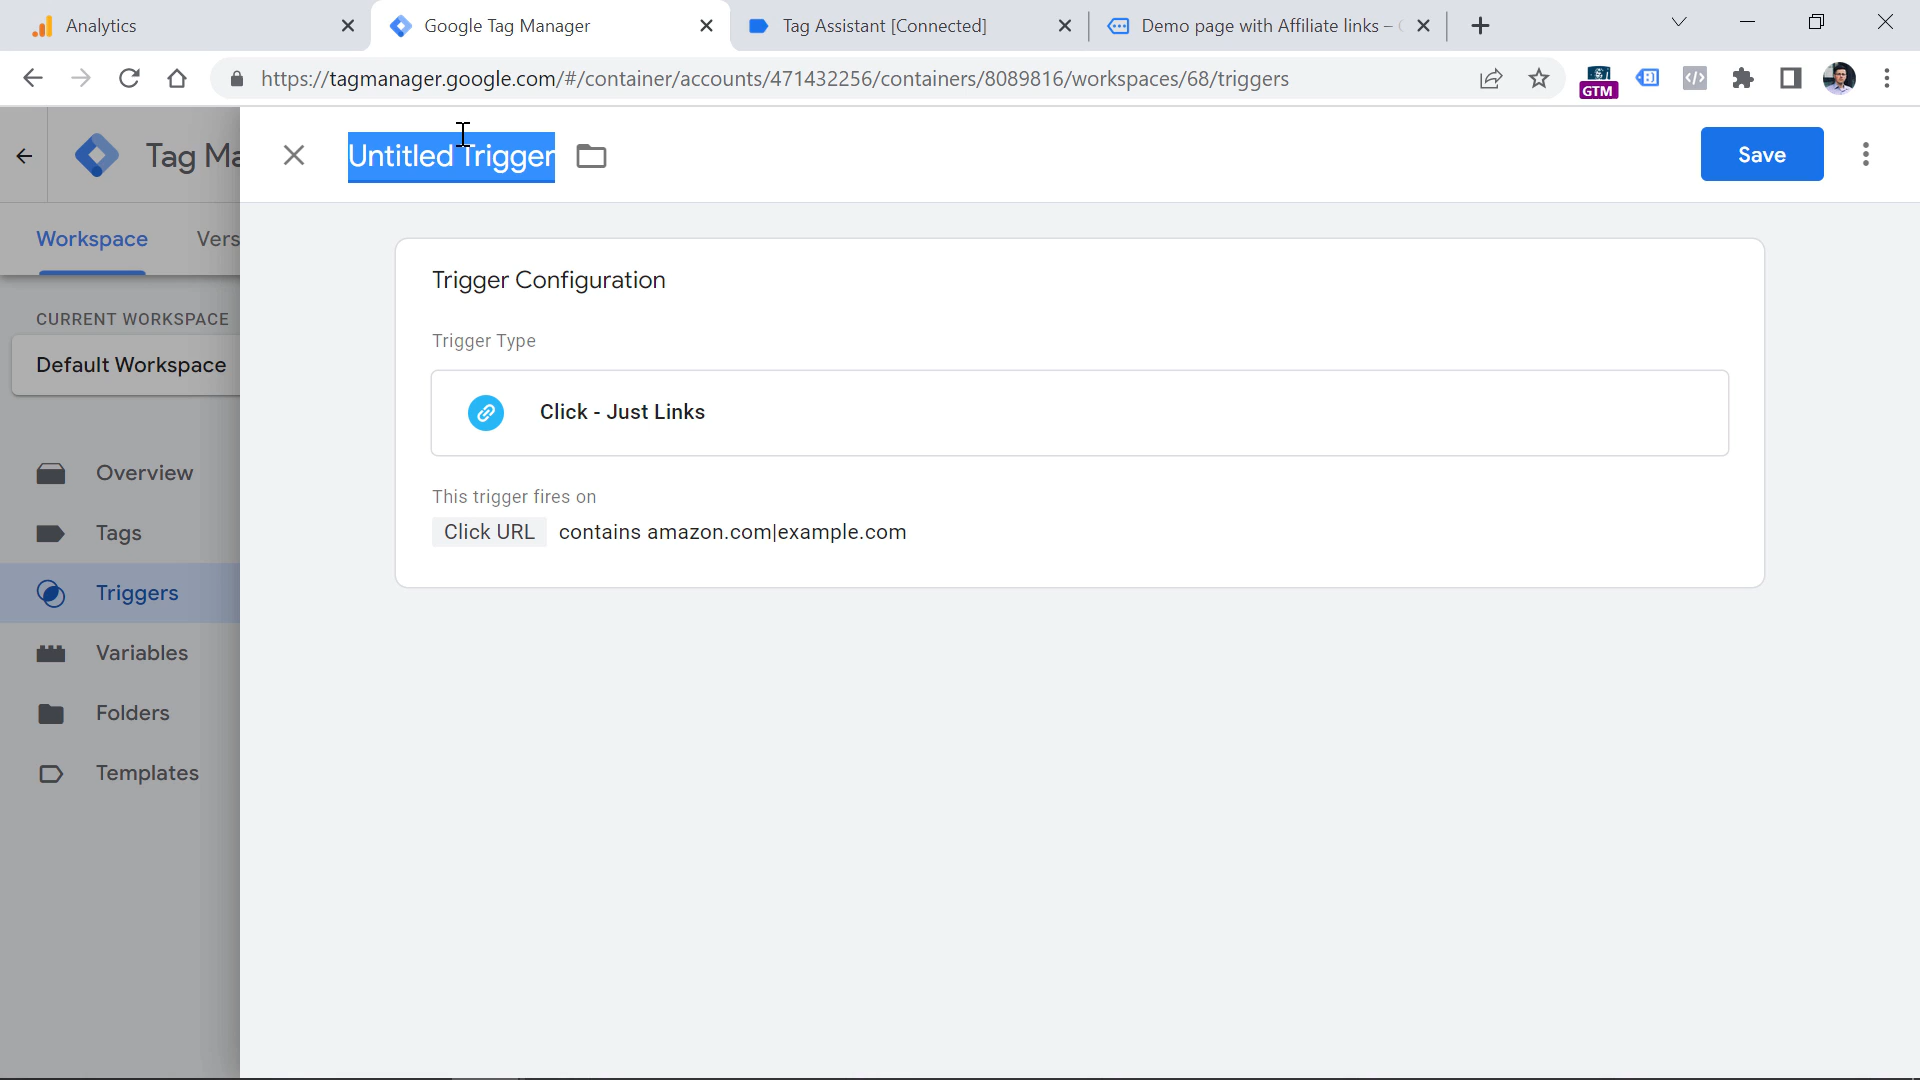 Analytics
Google Tag Manager
Tag Assistant [Connected]
Demo page with Affiliate links –
https://tagmanager.google.com/#/container/accounts/471432256/containers/8089816/workspaces/68/triggers
GTM
Tag Ma
Untitled Trigger
Save
Workspace
Vers
Trigger Configuration
CURRENT WORKSPACE
Trigger Type
Default Workspace
Click - Just Links
Overview
This trigger fires on
Tags
Click URL contains amazon.com|example.com
Triggers
Variables
Folders
Templates